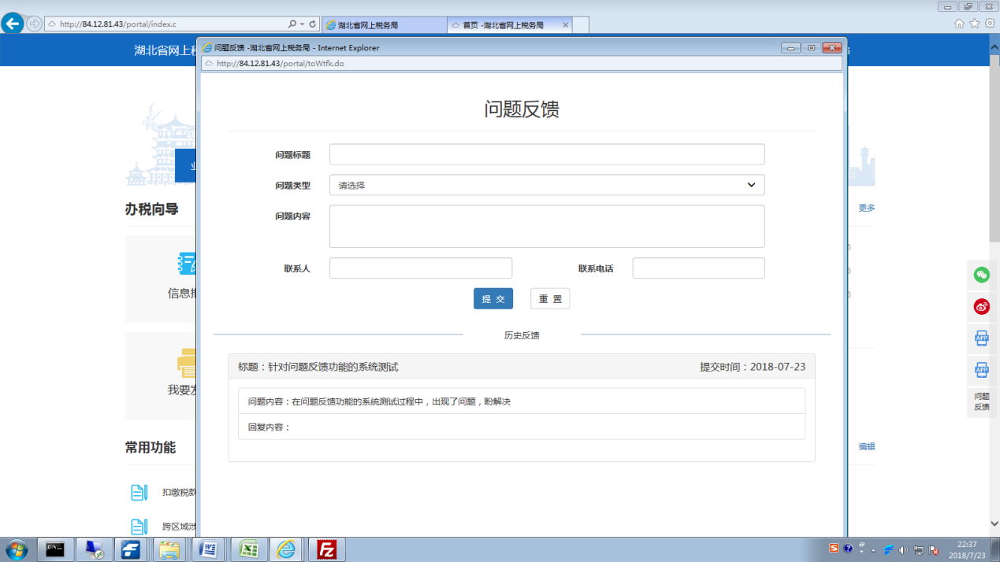 http://84.12.81.43/portal/index.c
湖北省网上税务局
首页 -湖北省网上税务局
湖北省网上税
问题反馈 -湖北省网上税务局 - Internet Explorer
http://84.12.81.43/portal/toWtfk.do
问题反馈
问题标题
问题类型
请选择
问题内容
联系人
联系电话
提 交
重 置
历史反馈
标题：针对问题反馈功能的系统测试
提交时间：2018-07-23
问题内容：在问题反馈功能的系统测试过程中，出现了问题，盼解决
回复内容：
业
办税向导
更多
信息报
我要发
常用功能
编辑
扣缴税款
跨区域涉
APP
APP
问题
反馈
22:37
2018/7/23